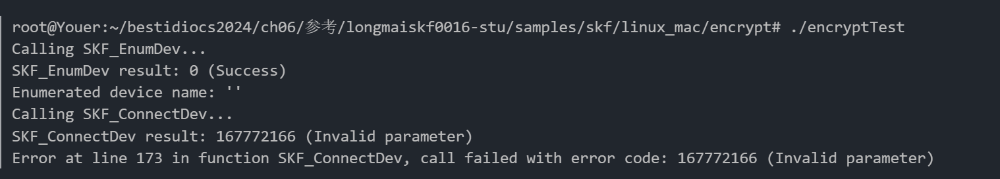 root@Youer:~/bestidiocs2024/ch06/参考/longmaiskf0016-stu/samples/skf/linux_mac/encrypt# ./encryptTest
Calling SKF_EnumDev...
SKF_EnumDev result: 0 (Success)
Enumerated device name: ''
Calling SKF_ConnectDev...
SKF_ConnectDev result: 167772166 (Invalid parameter)
Error at line 173 in function SKF_ConnectDev, call failed with error code: 167772166 (Invalid parameter)